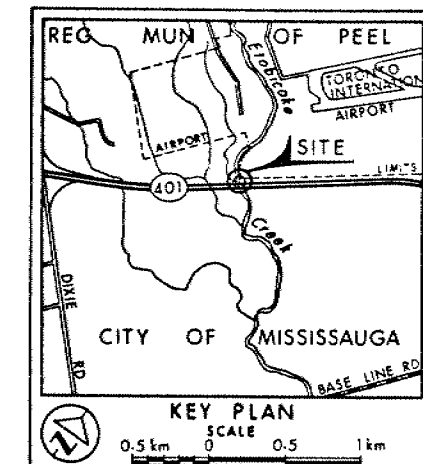 REG MUN OF PEEL
Etobicoke
TORONTO
INTERNATIONAL
AIRPORT
AIRPORT
SITE
LIMITS
401
Creek
DIXIE
RD
CITY OF MISSISSAUGA
BASE LINE RD
KEY PLAN
SCALE
0.5 km 0 0.5 1 km
N